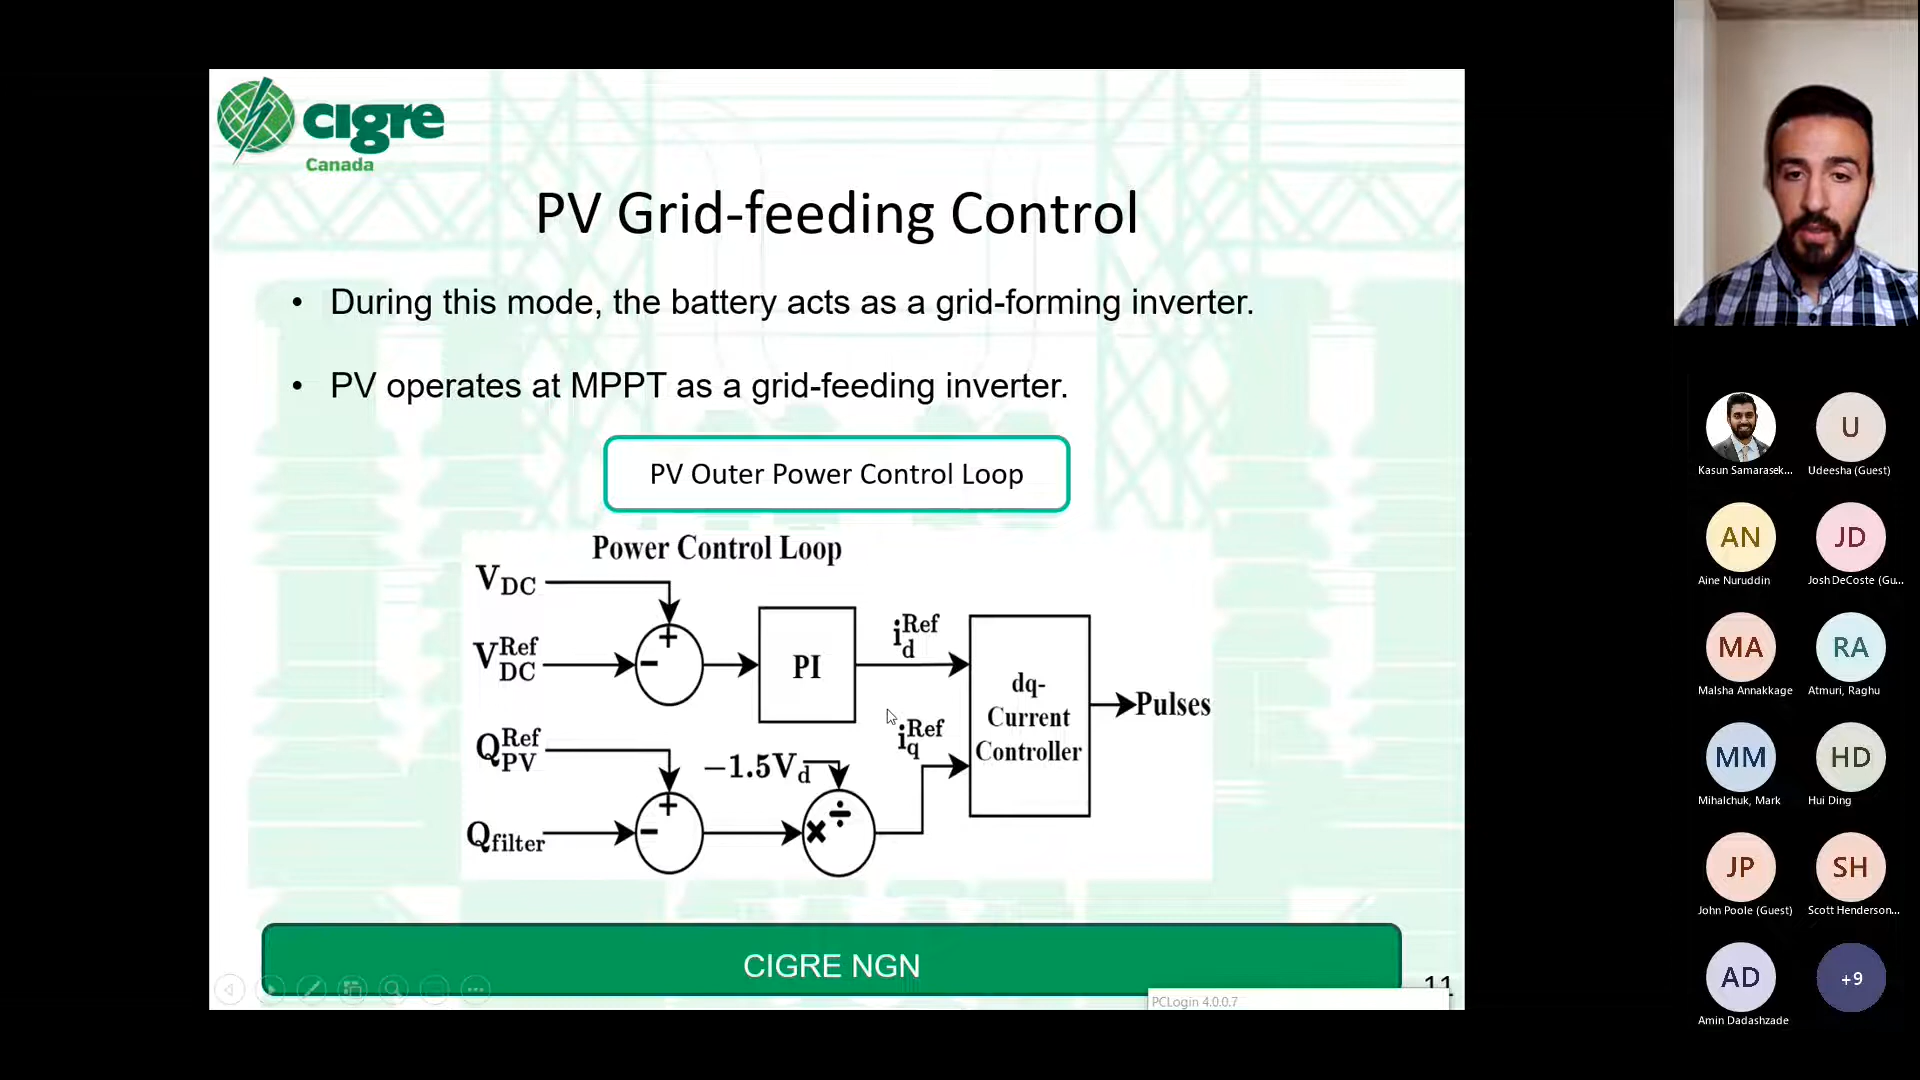 cigre
Canada
PV Grid-feeding Control
• During this mode, the battery acts as a grid-forming inverter.
• PV operates at MPPT as a grid-feeding inverter.
PV Outer Power Control Loop
Power Control Loop
V_DC
V_DC^Ref
PI
i_d^Ref
dq-
Current
Controller
Pulses
Q_PV^Ref
−1.5V_d
i_q^Ref
Q_filter
+
-
+
-
×
÷
CIGRE NGN
11
PCLogin 4.0.0.7
Kasun Samarasek...
U
Udeesha (Guest)
AN
Aine Nuruddin
JD
Josh DeCoste (Gu...
MA
Malsha Annakkage
RA
Atmuri, Raghu
MM
Mihalchuk, Mark
HD
Hui Ding
JP
John Poole (Guest)
SH
Scott Henderson...
AD
Amin Dadashzade
+9